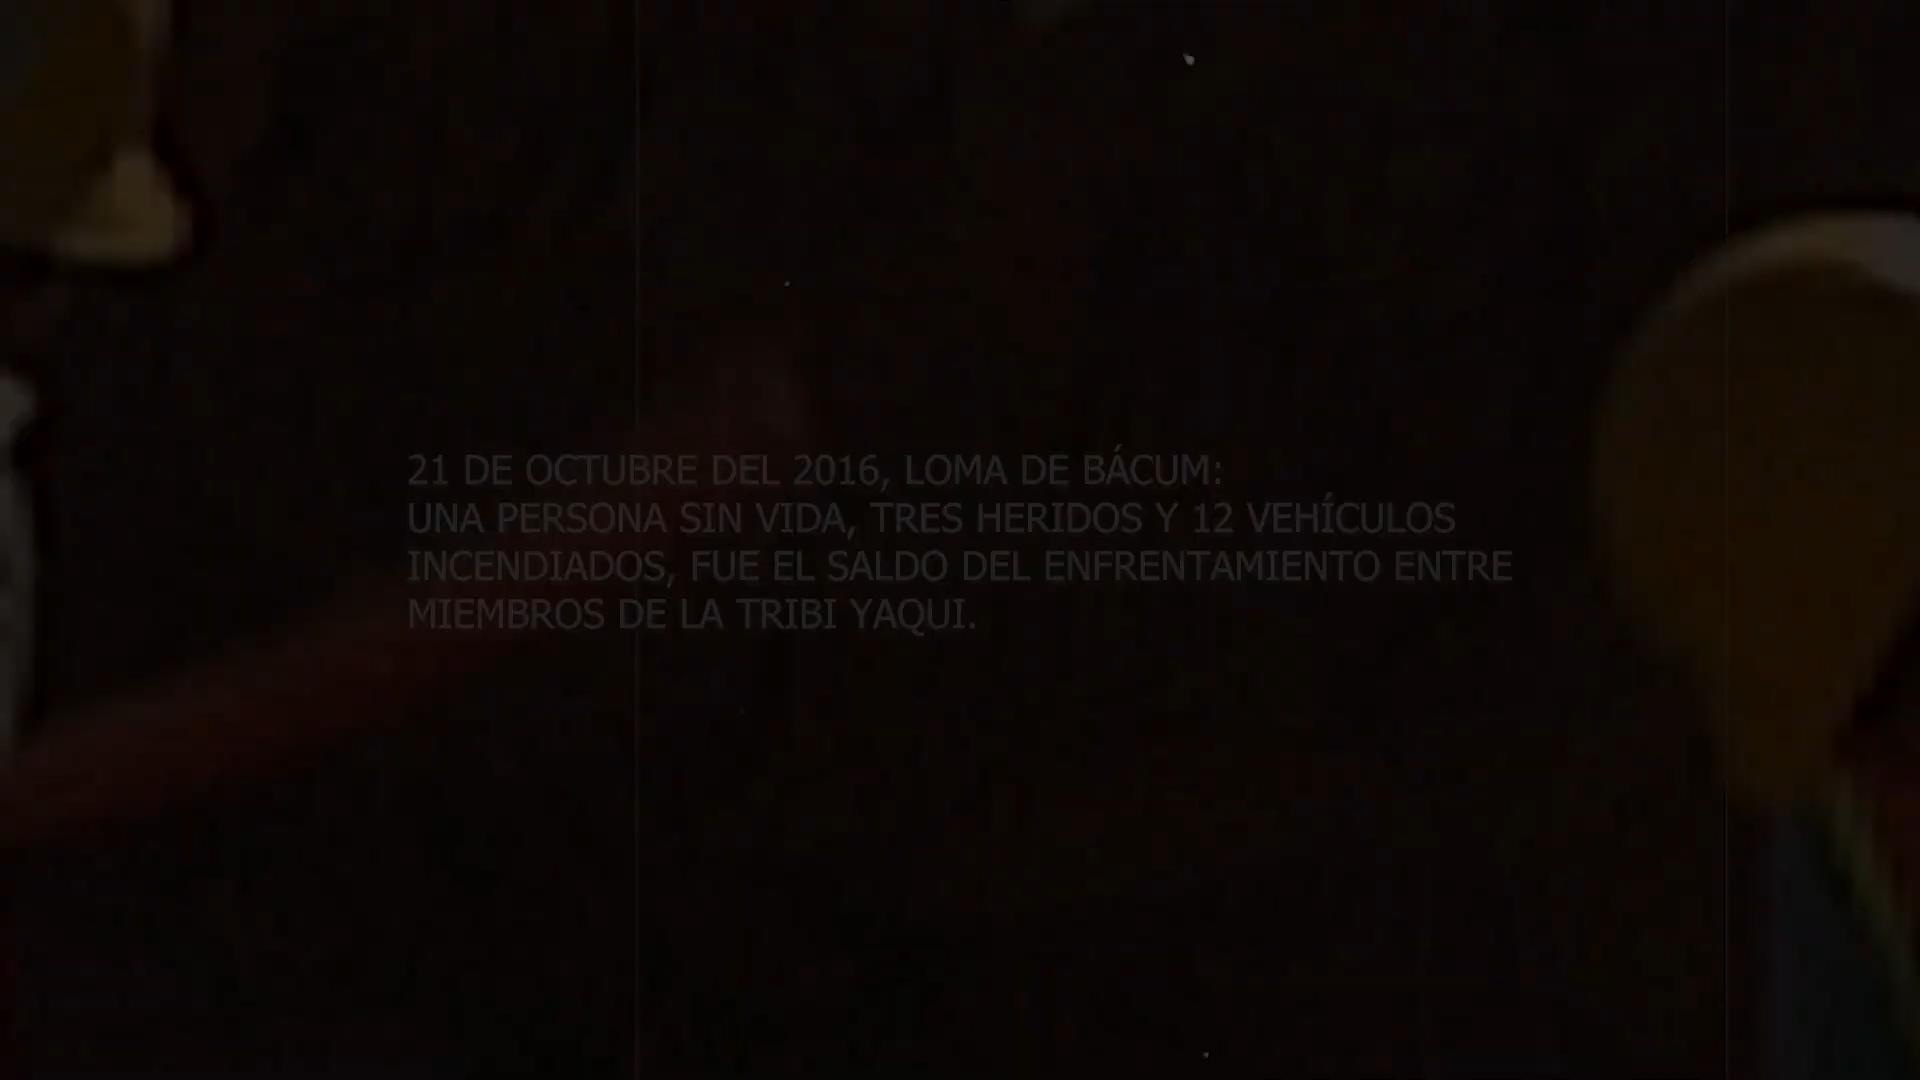 21 DE OCTUBRE DEL 2016, LOMA DE BÁCUM:
UNA PERSONA SIN VIDA, TRES HERIDOS Y 12 VEHÍCULOS
INCENDIADOS, FUE EL SALDO DEL ENFRENTAMIENTO ENTRE
MIEMBROS DE LA TRIBI YAQUI.